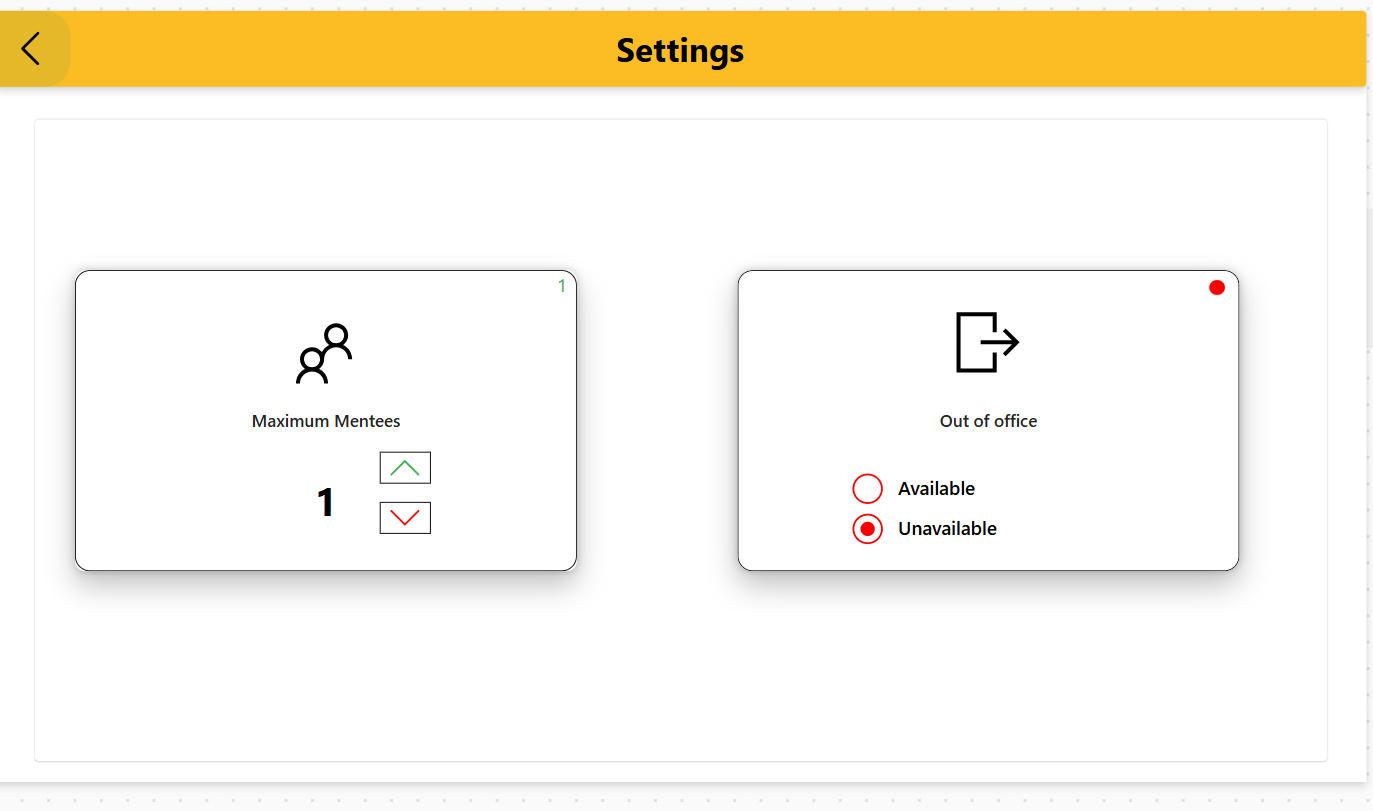 Settings
1
Maximum Mentees
1
Out of office
Available
Unavailable